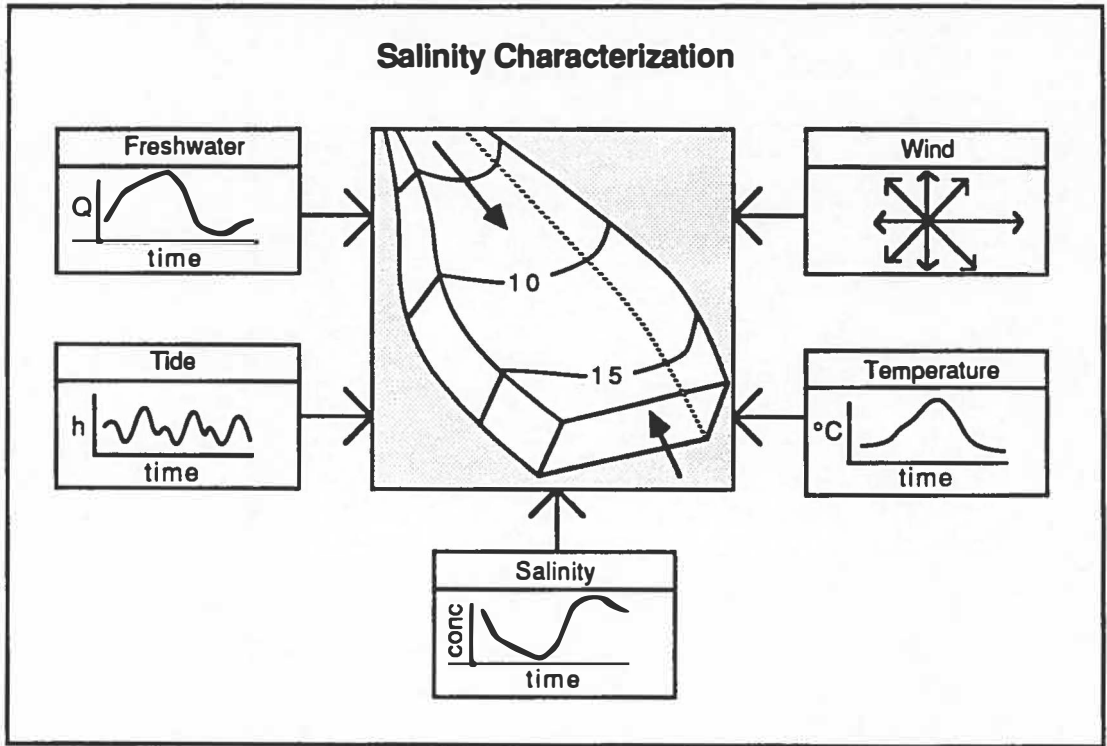 Salinity Characterization
Freshwater
Q
time
Wind
10
Tide
h
time
15
Temperature
°C
time
Salinity
conc
time